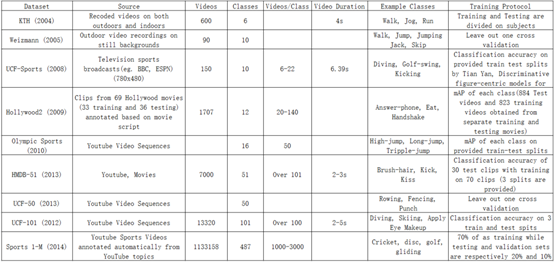 Dataset Source Videos Classes Videos/Class Video Duration Example Classes Training Protocol
KTH (2004) Recoded videos on both outdoors and indoors 600 6 4s Walk, Jog, Run Training and Testing are divided on subjects
Weizmann (2005) Outdoor video recordings on still backgrounds 90 10 Walk, Jump, Jumping Jack, Skip Leave out one cross validation
UCF-Sports (2008) Television sports broadcasts(eg. BBC, ESPN) (780x480) 150 10 6-22 6.39s Diving, Golf-swing, Kicking Classification accuracy on provided train test splits by Tian Yan, Discriminative figure-centric models for
Hollywood2 (2009) Clips from 69 Hollywood movies (33 training and 36 testing) annotated based on movie script 1707 12 20-140 Answer-phone, Eat, Handshake mAP of each class(884 Test videos and 823 training videos obtained from separate training and testing movies)
Olympic Sports (2010) Youtube Video Sequences 16 50 High-jump, Long-jump, Tripple-jump mAP of each class on provided train-test splits
HMDB-51 (2013) Youtube, Movies 7000 51 Over 101 2-3s Brush-hair, Kick, Kiss Classification accuracy of 30 test clips with training on 70 clips (3 splits are provided)
UCF-50 (2013) Youtube Video Sequences 50 Rowing, Fencing, Punch Leave out one cross validation
UCF-101 (2012) Youtube Video Sequences 13320 101 Over 100 2-5s Diving, Skiing, Apply Eye Makeup Classification accuracy on 3 train and test spits
Sports 1-M (2014) Youtube Sports Videos annotated automatically from YouTube topics 1133158 487 1000-3000 Cricket, disc, golf, gliding 70% of as training while testing and validation sets are respectively 20% and 10%